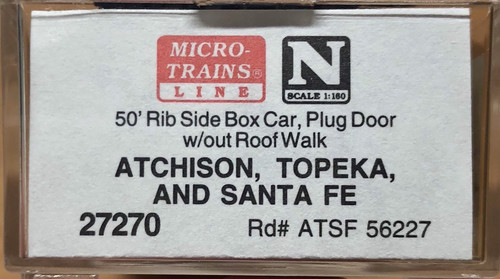 MICRO-
TRAINS®
LINE
N
SCALE 1:160
50' Rib Side Box Car, Plug Door
w/out Roof Walk
ATCHISON, TOPEKA,
AND SANTA FE
27270 Rd# ATSF 56227